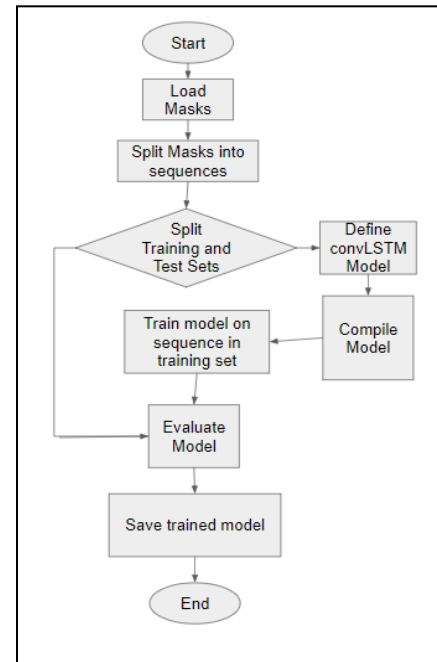 Start
Load
Masks
Split Masks into
sequences
Split
Training and
Test Sets
Define
convLSTM
Model
Compile
Model
Train model on
sequence in
training set
Evaluate
Model
Save trained model
End